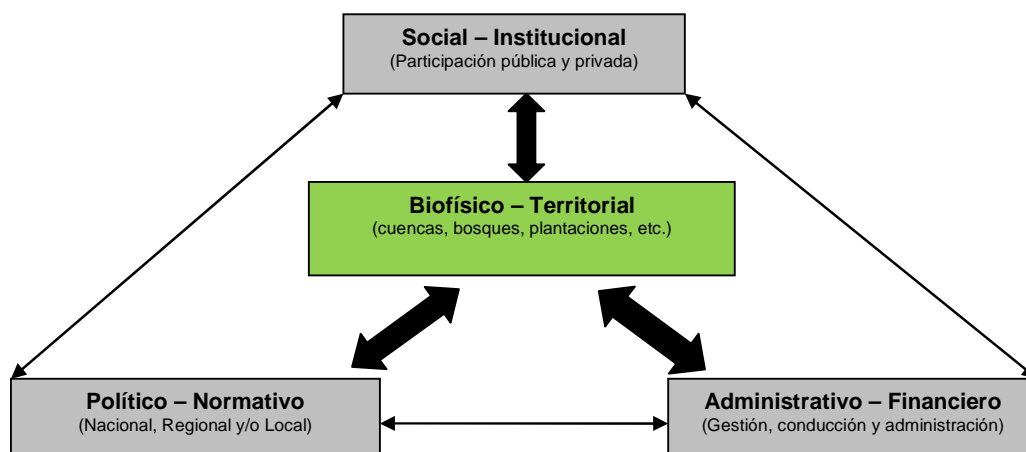 Social – Institucional
(Participación pública y privada)
Biofísico – Territorial
(cuencas, bosques, plantaciones, etc.)
Político – Normativo
(Nacional, Regional y/o Local)
Administrativo – Financiero
(Gestión, conducción y administración)